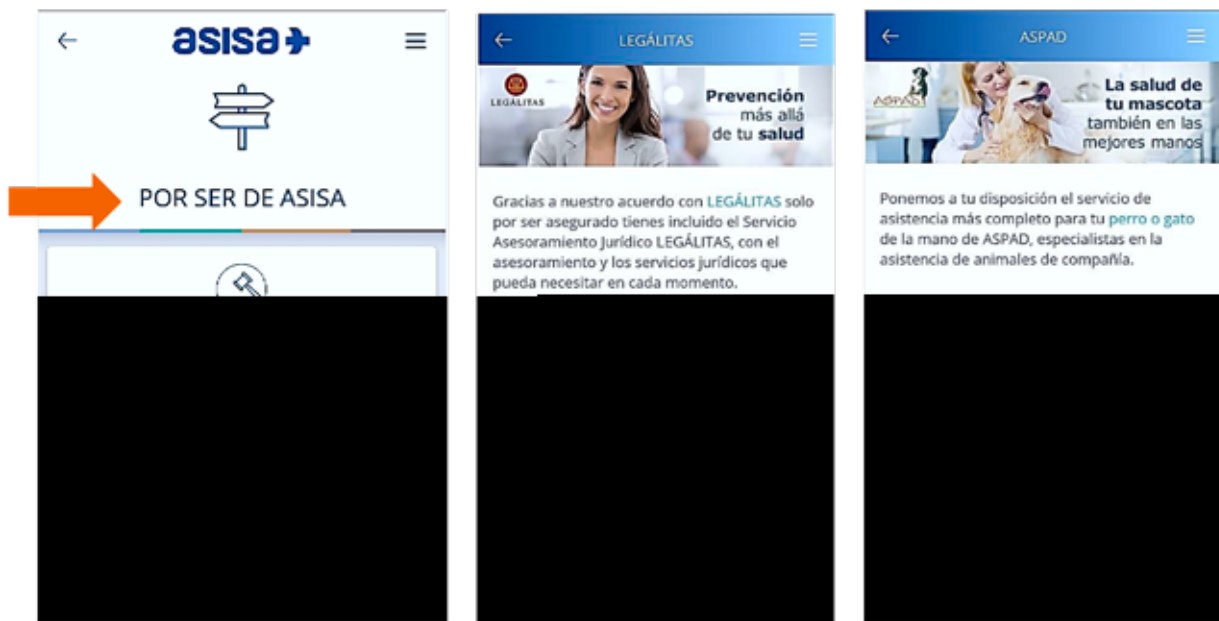 asisa
POR SER DE ASISA
LEGÁLITAS
LEGÁLITAS
Prevención
más allá
de tu salud
Gracias a nuestro acuerdo con LEGÁLITAS solo
por ser asegurado tienes incluido el Servicio
Asesoramiento Jurídico LEGÁLITAS, con el
asesoramiento y los servicios jurídicos que
pueda necesitar en cada momento.
ASPAD
ASPAD
La salud de
tu mascota
también en las
mejores manos
Ponemos a tu disposición el servicio de
asistencia más completo para tu perro o gato
de la mano de ASPAD, especialistas en la
asistencia de animales de compañía.